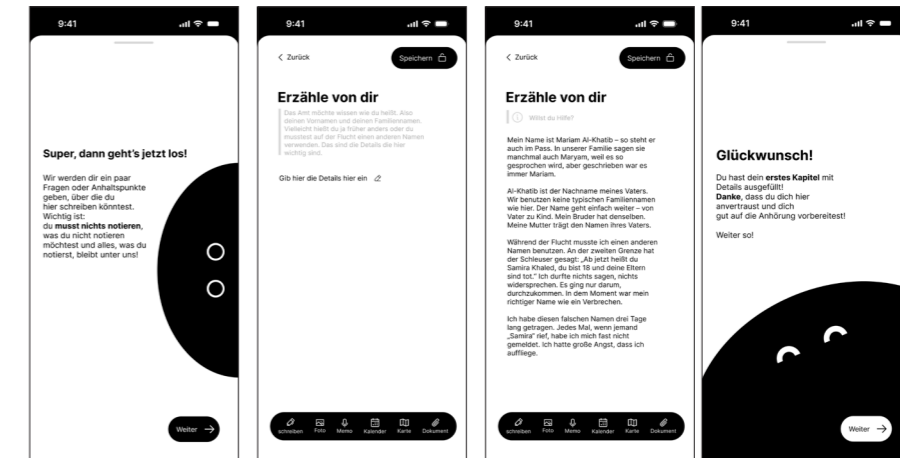 9:41
Super, dann geht's jetzt los!
Wir werden dir ein paar
Fragen oder Anhaltspunkte
geben, über die du
hier schreiben könntest.
Wichtig ist:
du musst nichts notieren,
was du nicht notieren
möchtest und alles, was du
notierst, bleibt unter uns!
Weiter
9:41
Zurück
Speichern
Erzähle von dir
Das Amt möchte wissen wie du heißt. Also
deinen Vornamen und deinen Familiennamen.
Vielleicht hießt du ja früher anders oder du
musstest auf der Flucht einen anderen Namen
verwenden. Das sind die Details die hier
wichtig sind.
Gib hier die Details hier ein
schreiben Foto Memo Kalender Karte Dokument
9:41
Zurück
Speichern
Erzähle von dir
Willst du Hilfe?
Mein Name ist Mariam Al-Khatib – so steht er
auch im Pass. In unserer Familie sagen sie
manchmal auch Maryam, weil es so
gesprochen wird, aber geschrieben war es
immer Mariam.
Al-Khatib ist der Nachname meines Vaters.
Wir benutzen keine typischen Familiennamen
wie hier. Der Name geht einfach weiter – von
Vater zu Kind. Mein Bruder hat denselben.
Meine Mutter trägt den Namen ihres Vaters.
Während der Flucht musste ich einen anderen
Namen benutzen. An der zweiten Grenze hat
der Schleuser gesagt: „Ab jetzt heißt du
Samira Khaled, du bist 18 und deine Eltern
sind tot.“ Ich durfte nichts sagen, nichts
widersprechen. Es ging nur darum,
durchzukommen. In dem Moment war mein
richtiger Name wie ein Verbrechen.
Ich habe diesen falschen Namen drei Tage
lang getragen. Jedes Mal, wenn jemand
„Samira“ rief, habe ich mich fast nicht
gemeldet. Ich hatte große Angst, dass ich
auffliege.
schreiben Foto Memo Kalender Karte Dokument
9:41
Glückwunsch!
Du hast dein erstes Kapitel mit
Details ausgefüllt!
Danke, dass du dich hier
anvertraust und dich
gut auf die Anhörung vorbereitest!
Weiter so!
Weiter